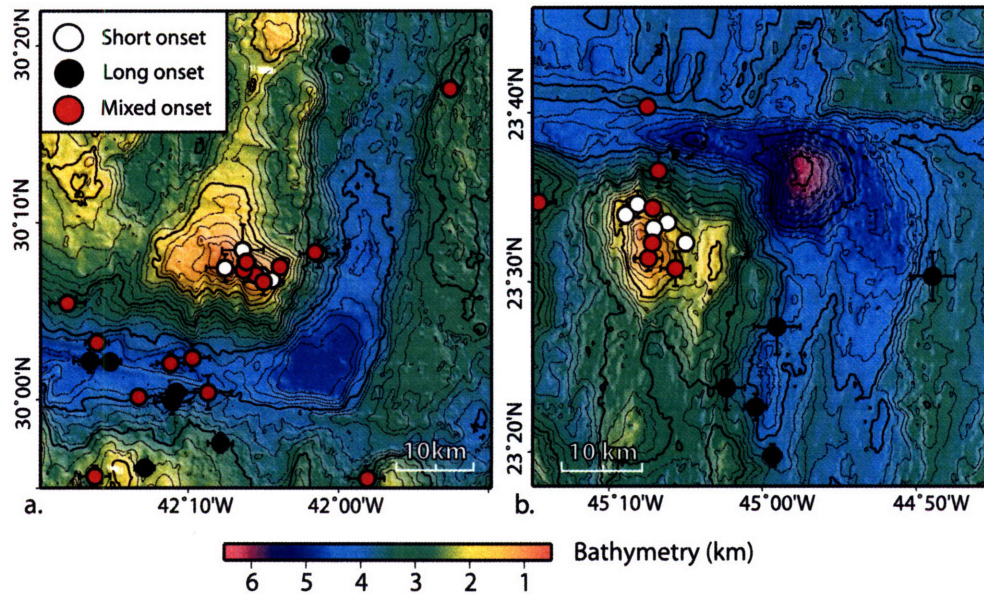 Short onset
Long onset
Mixed onset
30°20'N
30°10'N
30°00'N
10km
a.
42°10'W
42°00'W
23°40'N
23°30'N
23°20'N
10 km
b.
45°10'W
45°00'W
44°50'W
6
5
4
3
2
1
Bathymetry (km)